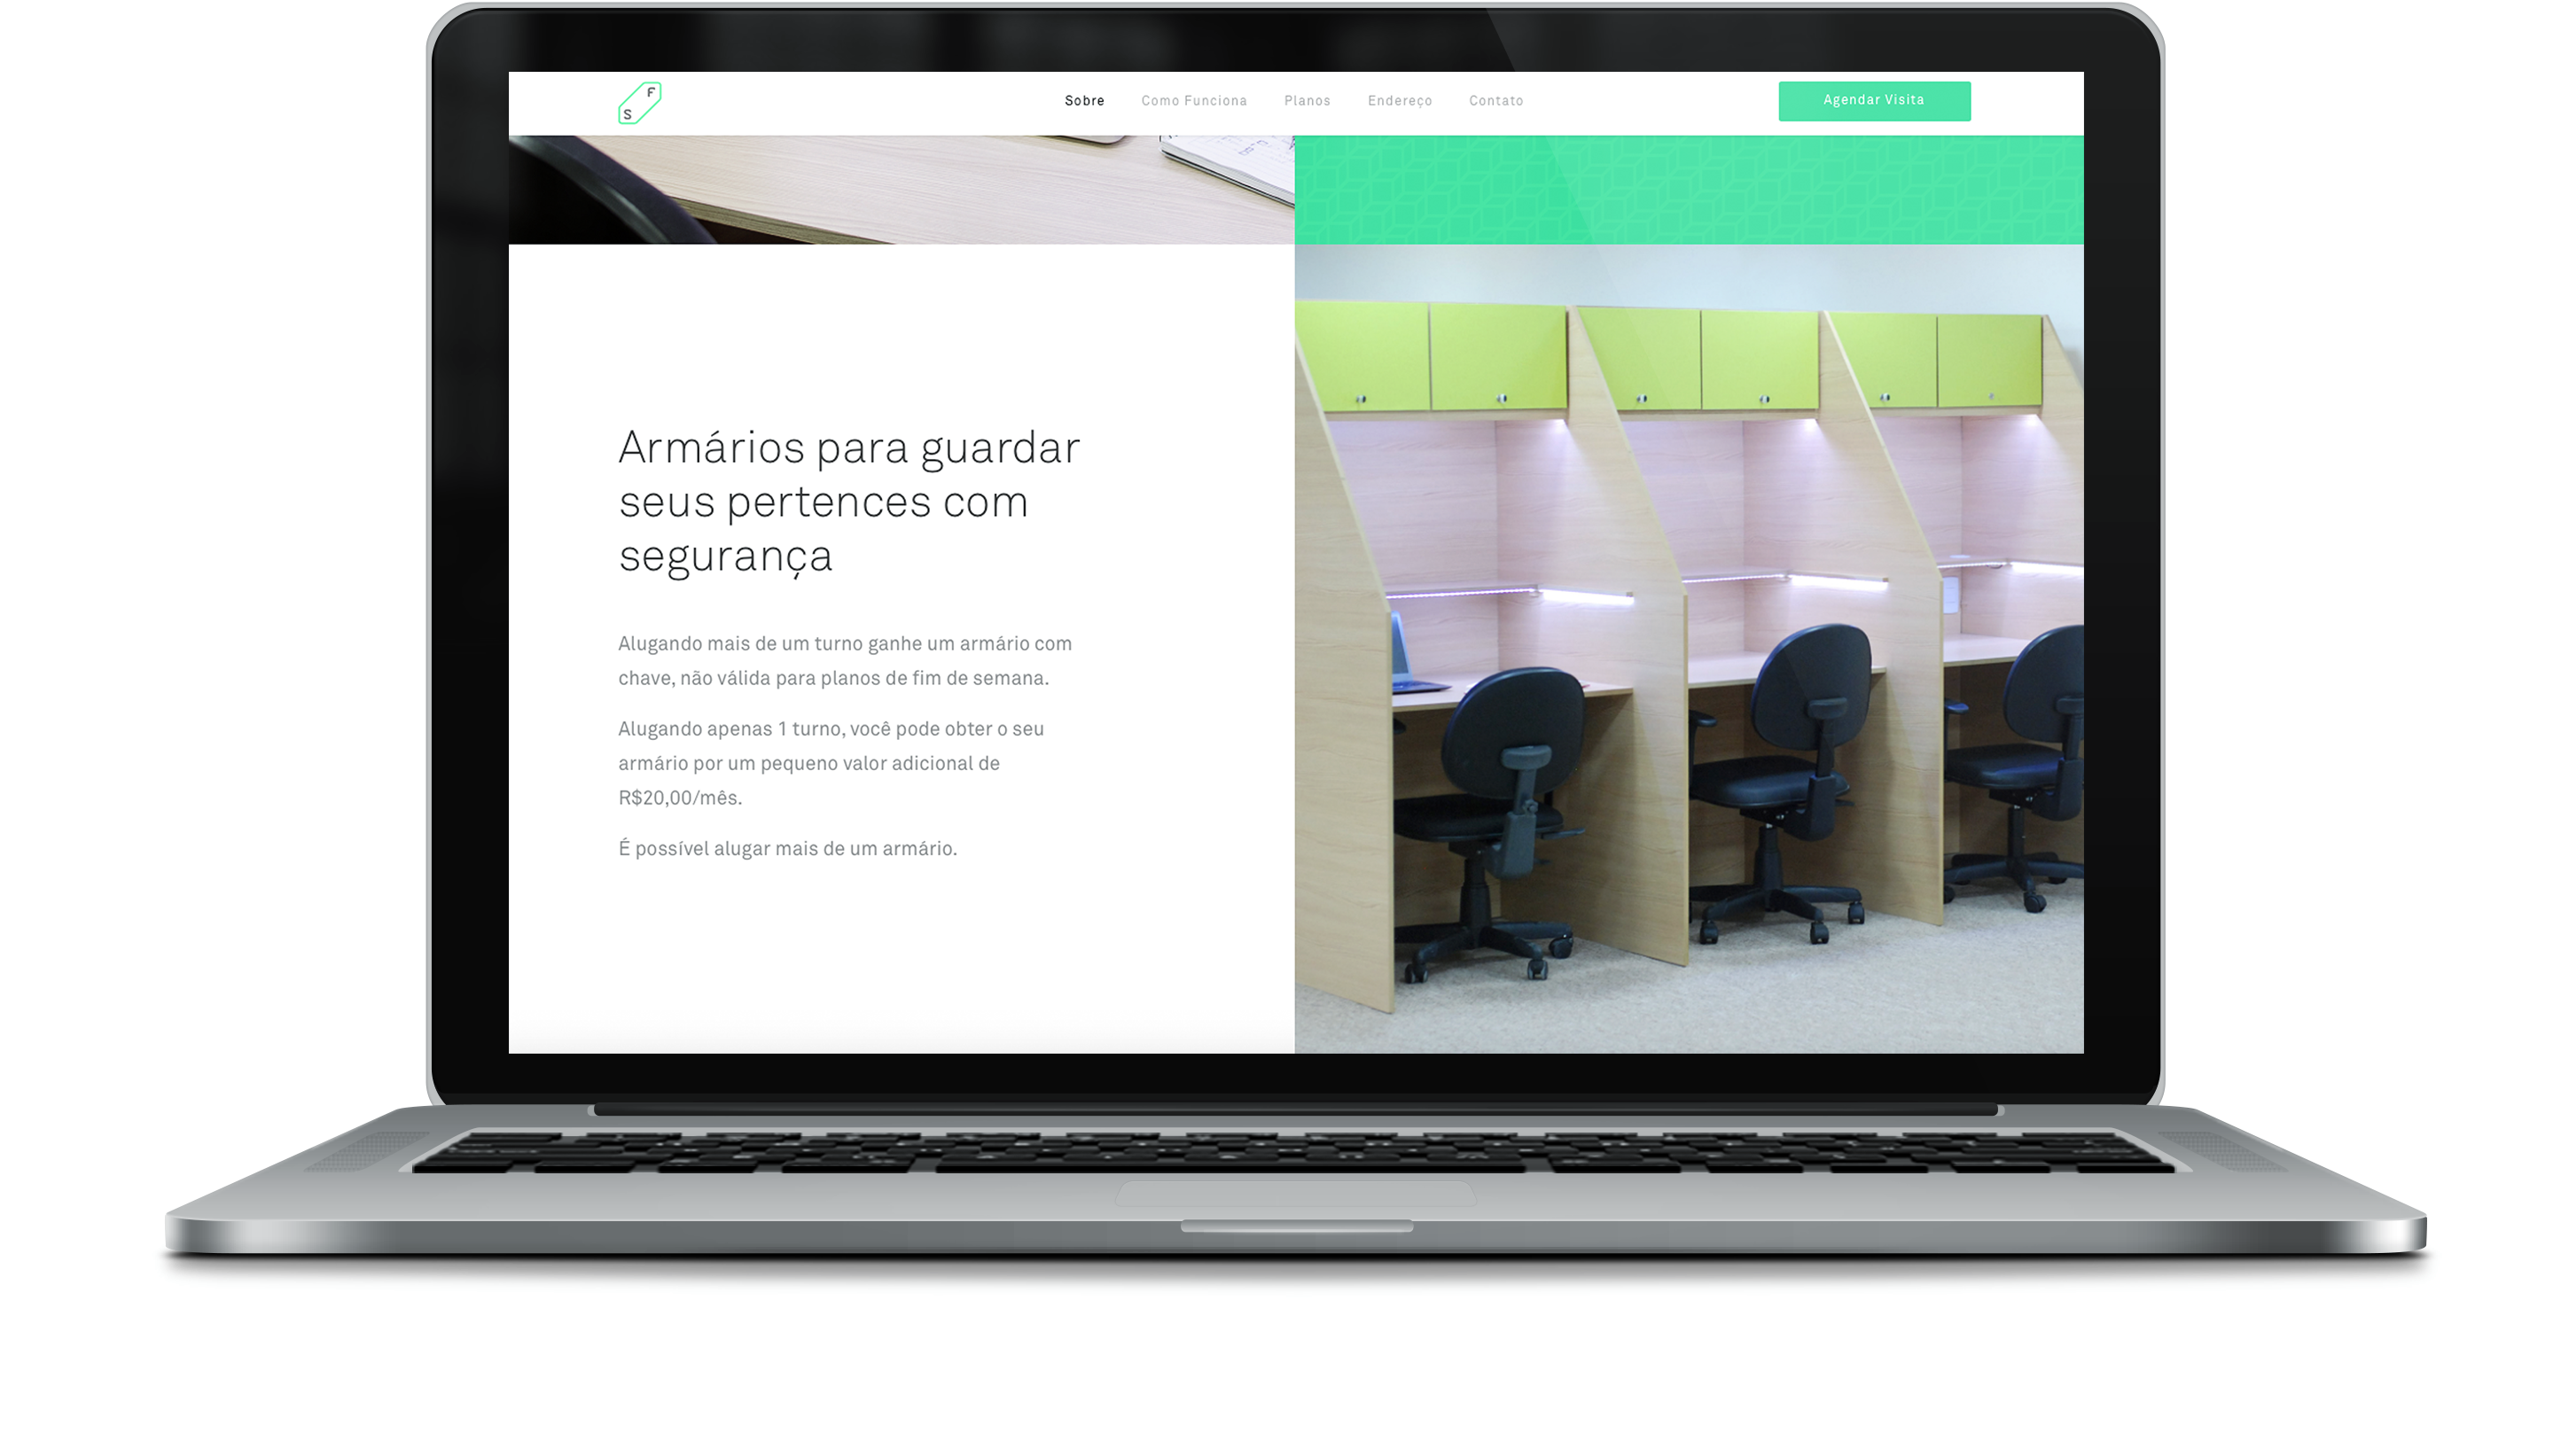 F
S
Sobre
Como Funciona
Planos
Endereço
Contato
Agendar Visita
Armários para guardar
seus pertences com
segurança
Alugando mais de um turno ganhe um armário com
chave, não válida para planos de fim de semana.
Alugando apenas 1 turno, você pode obter o seu
armário por um pequeno valor adicional de
R$20,00/mês.
É possível alugar mais de um armário.